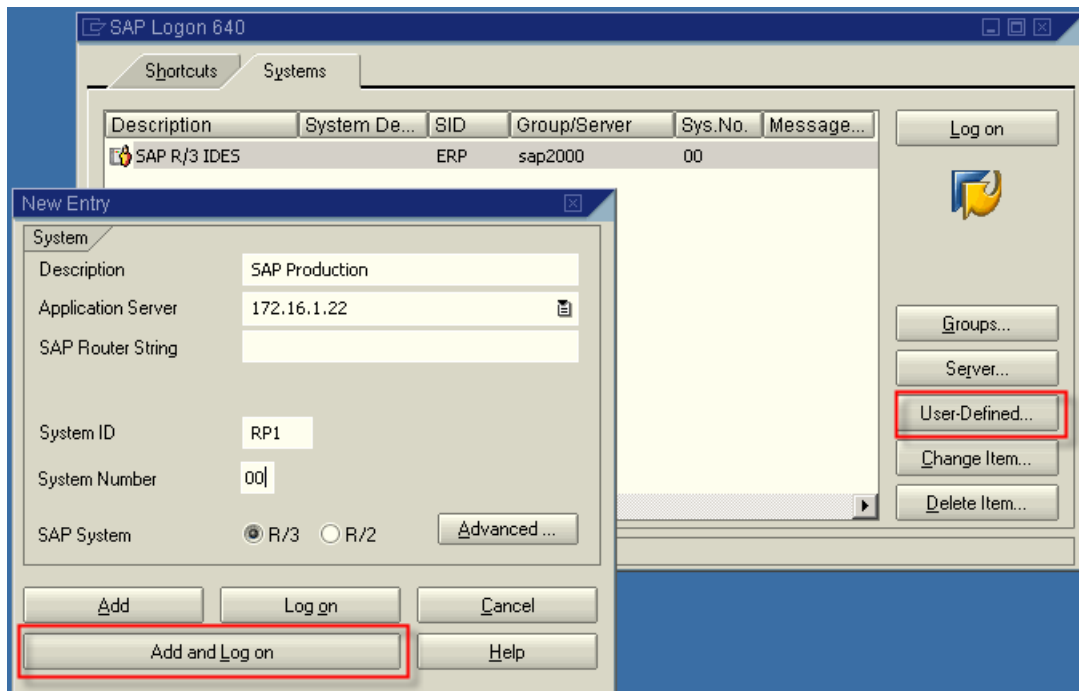 SAP Logon 640
Shortcuts Systems
Description System De... SID Group/Server Sys.No. Message...
SAP R/3 IDES ERP sap2000 00
Log on
Groups...
Server...
User-Defined...
Change Item...
Delete Item...
New Entry
System
Description SAP Production
Application Server 172.16.1.22
SAP Router String
System ID RP1
System Number 00
SAP System R/3 R/2 Advanced ...
Add Log on Cancel
Add and Log on Help